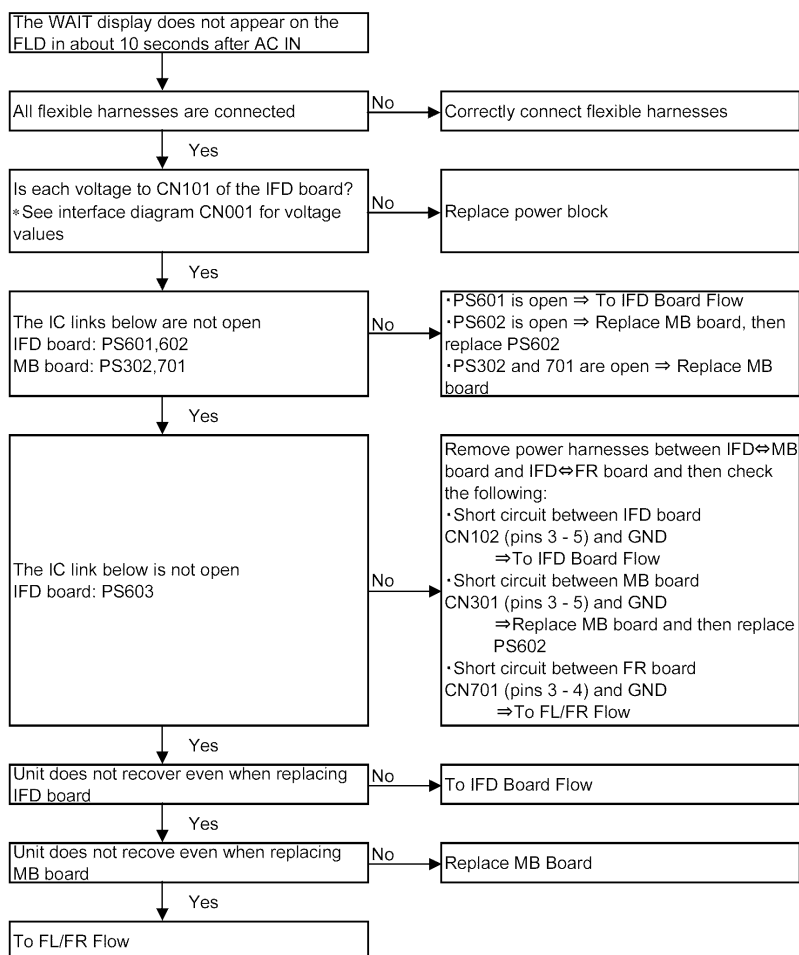 The WAIT display does not appear on the
FLD in about 10 seconds after AC IN
All flexible harnesses are connected
No
Correctly connect flexible harnesses
Yes
Is each voltage to CN101 of the IFD board?
*See interface diagram CN001 for voltage
values
No
Replace power block
Yes
The IC links below are not open
IFD board: PS601,602
MB board: PS302,701
No
・PS601 is open ⇒ To IFD Board Flow
・PS602 is open ⇒ Replace MB board, then
replace PS602
・PS302 and 701 are open ⇒ Replace MB
board
Yes
The IC link below is not open
IFD board: PS603
No
Remove power harnesses between IFD⇔MB
board and IFD⇔FR board and then check
the following:
・Short circuit between IFD board
CN102 (pins 3 - 5) and GND
⇒To IFD Board Flow
・Short circuit between MB board
CN301 (pins 3 - 5) and GND
⇒Replace MB board and then replace
PS602
・Short circuit between FR board
CN701 (pins 3 - 4) and GND
⇒To FL/FR Flow
Yes
Unit does not recover even when replacing
IFD board
No
To IFD Board Flow
Yes
Unit does not recove even when replacing
MB board
No
Replace MB Board
Yes
To FL/FR Flow